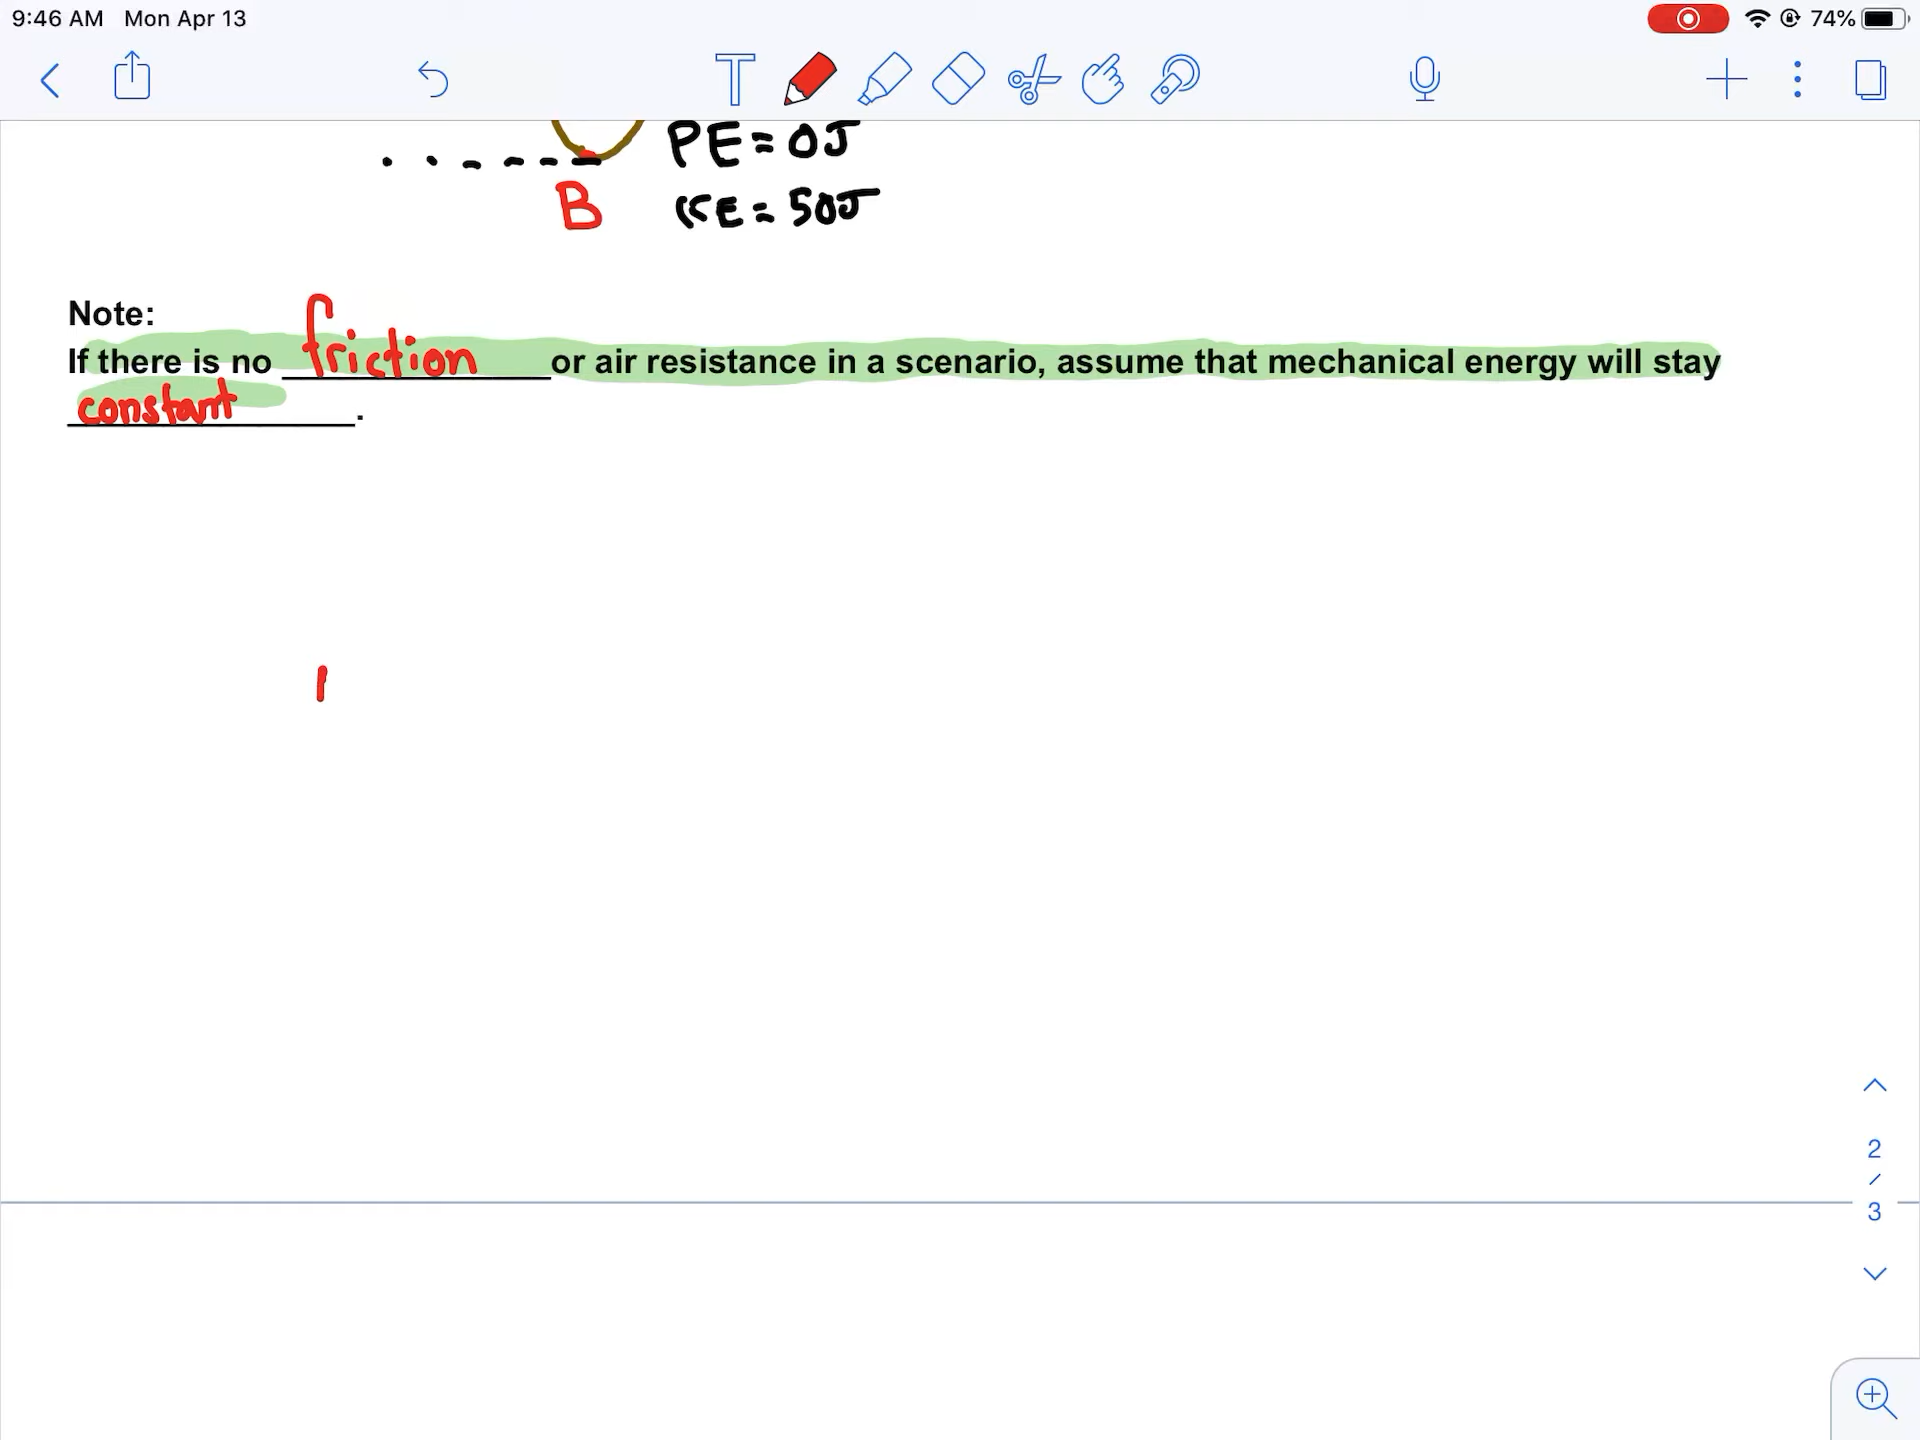 9:46 AM Mon Apr 13 74%
T
PE = 0J
B KE = 50J
Note:
If there is no friction or air resistance in a scenario, assume that mechanical energy will stay
constant.
2
/
3